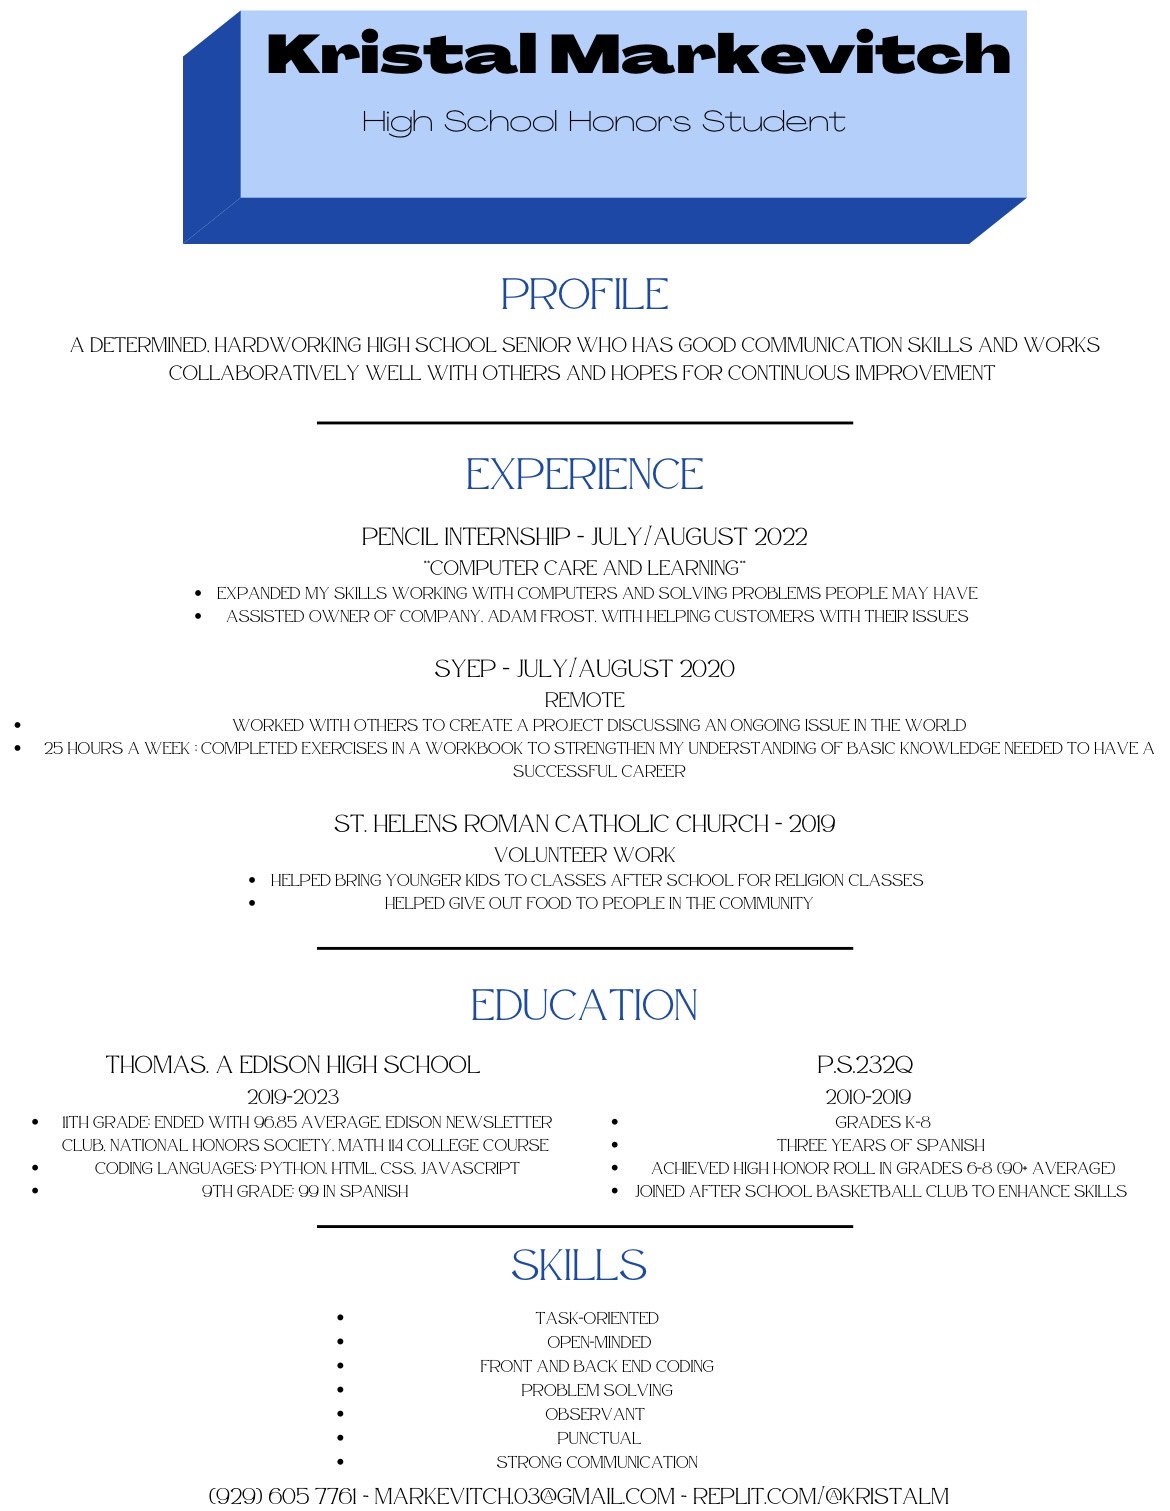 Kristal Markevitch
High School Honors Student
PROFILE
A DETERMINED, HARDWORKING HIGH SCHOOL SENIOR WHO HAS GOOD COMMUNICATION SKILLS AND WORKS
COLLABORATIVELY WELL WITH OTHERS AND HOPES FOR CONTINUOUS IMPROVEMENT
EXPERIENCE
PENCIL INTERNSHIP - JULY/AUGUST 2022
"COMPUTER CARE AND LEARNING"
• EXPANDED MY SKILLS WORKING WITH COMPUTERS AND SOLVING PROBLEMS PEOPLE MAY HAVE
• ASSISTED OWNER OF COMPANY, ADAM FROST, WITH HELPING CUSTOMERS WITH THEIR ISSUES
SYEP - JULY/AUGUST 2020
REMOTE
• WORKED WITH OTHERS TO CREATE A PROJECT DISCUSSING AN ONGOING ISSUE IN THE WORLD
• 25 HOURS A WEEK : COMPLETED EXERCISES IN A WORKBOOK TO STRENGTHEN MY UNDERSTANDING OF BASIC KNOWLEDGE NEEDED TO HAVE A
SUCCESSFUL CAREER
ST. HELENS ROMAN CATHOLIC CHURCH - 2019
VOLUNTEER WORK
• HELPED BRING YOUNGER KIDS TO CLASSES AFTER SCHOOL FOR RELIGION CLASSES
• HELPED GIVE OUT FOOD TO PEOPLE IN THE COMMUNITY
EDUCATION
THOMAS. A EDISON HIGH SCHOOL
2019-2023
• 11TH GRADE: ENDED WITH 96.85 AVERAGE, EDISON NEWSLETTER
CLUB, NATIONAL HONORS SOCIETY, MATH 114 COLLEGE COURSE
• CODING LANGUAGES: PYTHON, HTML, CSS, JAVASCRIPT
• 9TH GRADE: 99 IN SPANISH
P.S.232Q
2010-2019
• GRADES K-8
• THREE YEARS OF SPANISH
• ACHIEVED HIGH HONOR ROLL IN GRADES 6-8 (90+ AVERAGE)
• JOINED AFTER SCHOOL BASKETBALL CLUB TO ENHANCE SKILLS
SKILLS
• TASK-ORIENTED
• OPEN-MINDED
• FRONT AND BACK END CODING
• PROBLEM SOLVING
• OBSERVANT
• PUNCTUAL
• STRONG COMMUNICATION
(929) 605 7761 - MARKEVITCH.03@GMAIL.COM - REPLIT.COM/@KRISTALM